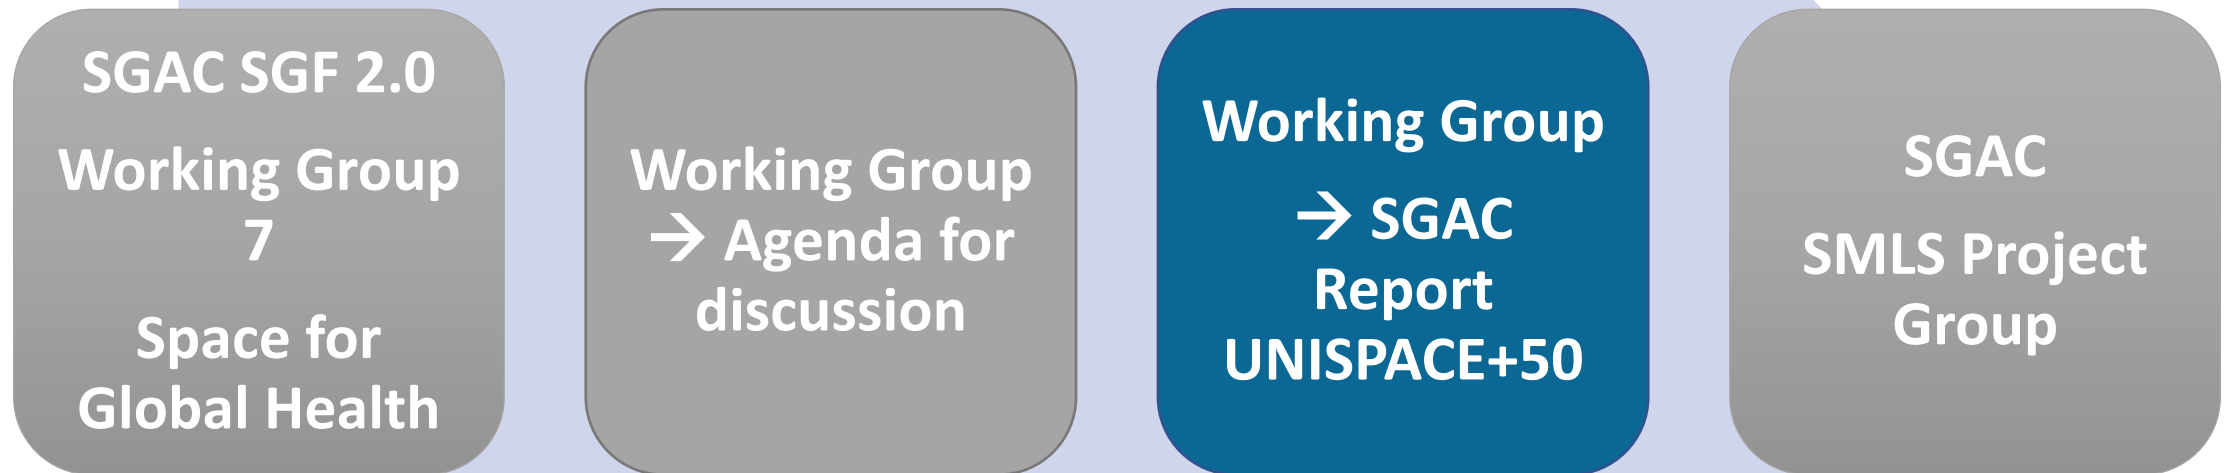 SGAC SGF 2.0
Working Group
7
Space for
Global Health
Working Group
→ Agenda for
discussion
Working Group
→ SGAC
Report
UNISPACE+50
SGAC
SMLS Project
Group